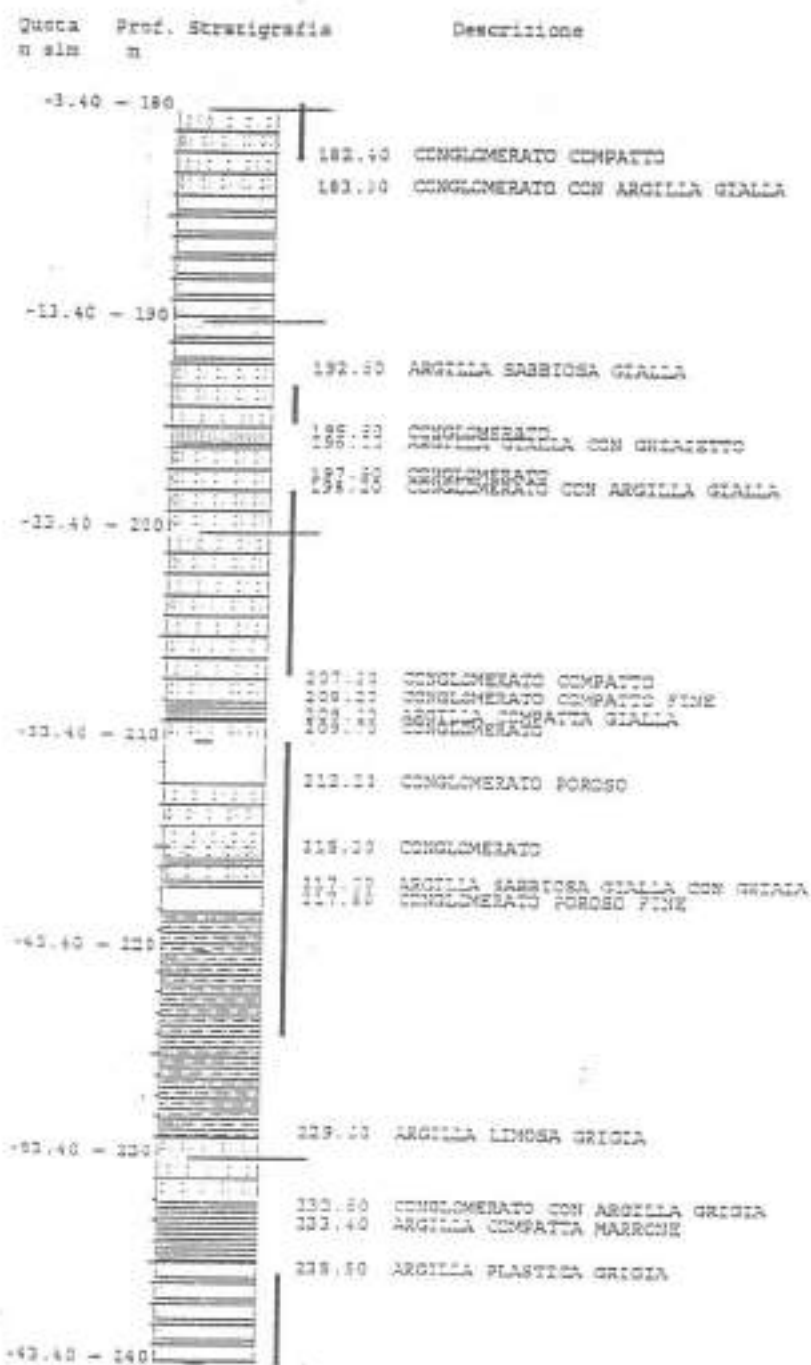 Quota Prof. Stratigrafia Descrizione
m slm m
-3.40 - 180
182.40 CONGLOMERATO COMPATTO
CONGLOMERATO CON ARGILLA GIALLA
-13.40 - 190
192.50 ARGILLA SABBIOSA GIALLA
CONGLOMERATO
ARGILLA GIALLA CON GHIAIETTO
CONGLOMERATO
CONGLOMERATO CON ARGILLA GIALLA
-23.40 - 200
CONGLOMERATO COMPATTO
CONGLOMERATO COMPATTO FINE
ARGILLA COMPATTA GIALLA
CONGLOMERATO
-33.40 - 210
CONGLOMERATO POROSO
CONGLOMERATO
ARGILLA SABBIOSA GIALLA CON GHIAIA
CONGLOMERATO POROSO FINE
-43.40 - 220
ARGILLA LIMOSA GRIGIA
-53.40 - 230
CONGLOMERATO CON ARGILLA GRIGIA
233.40 ARGILLA COMPATTA MARRONE
ARGILLA PLASTICA GRIGIA
- 240